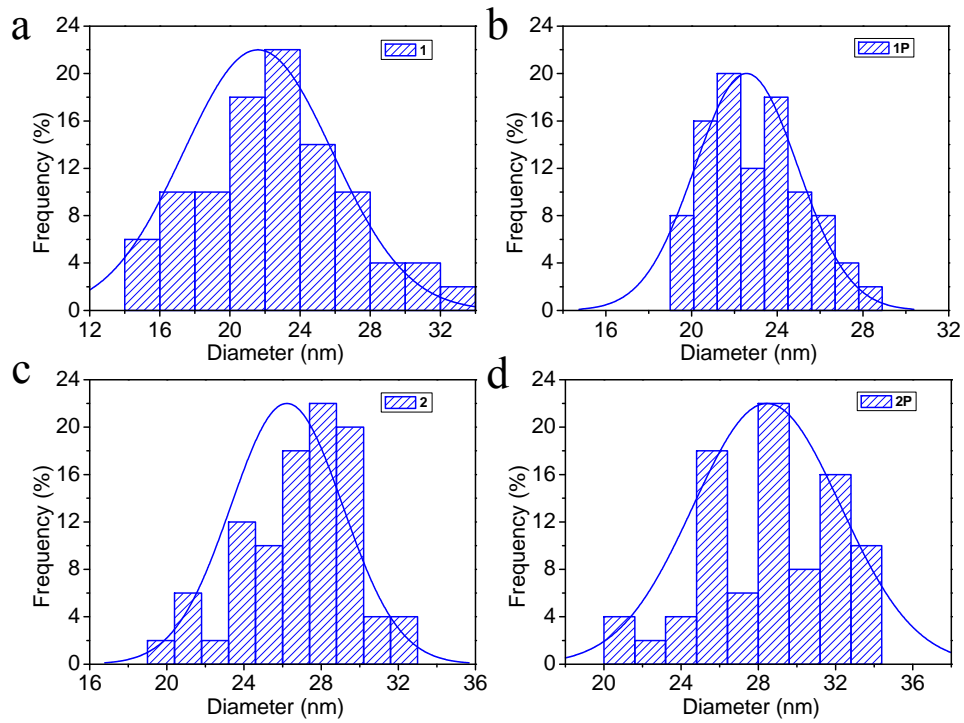 a
24
20
16
12
8
4
0
Frequency (%)
1
12 16 20 24 28 32
Diameter (nm)
b
24
20
16
12
8
4
0
Frequency (%)
1P
16 20 24 28 32
Diameter (nm)
c
24
20
16
12
8
4
0
Frequency (%)
2
16 20 24 28 32 36
Diameter (nm)
d
24
20
16
12
8
4
0
Frequency (%)
2P
20 24 28 32 36
Diameter (nm)